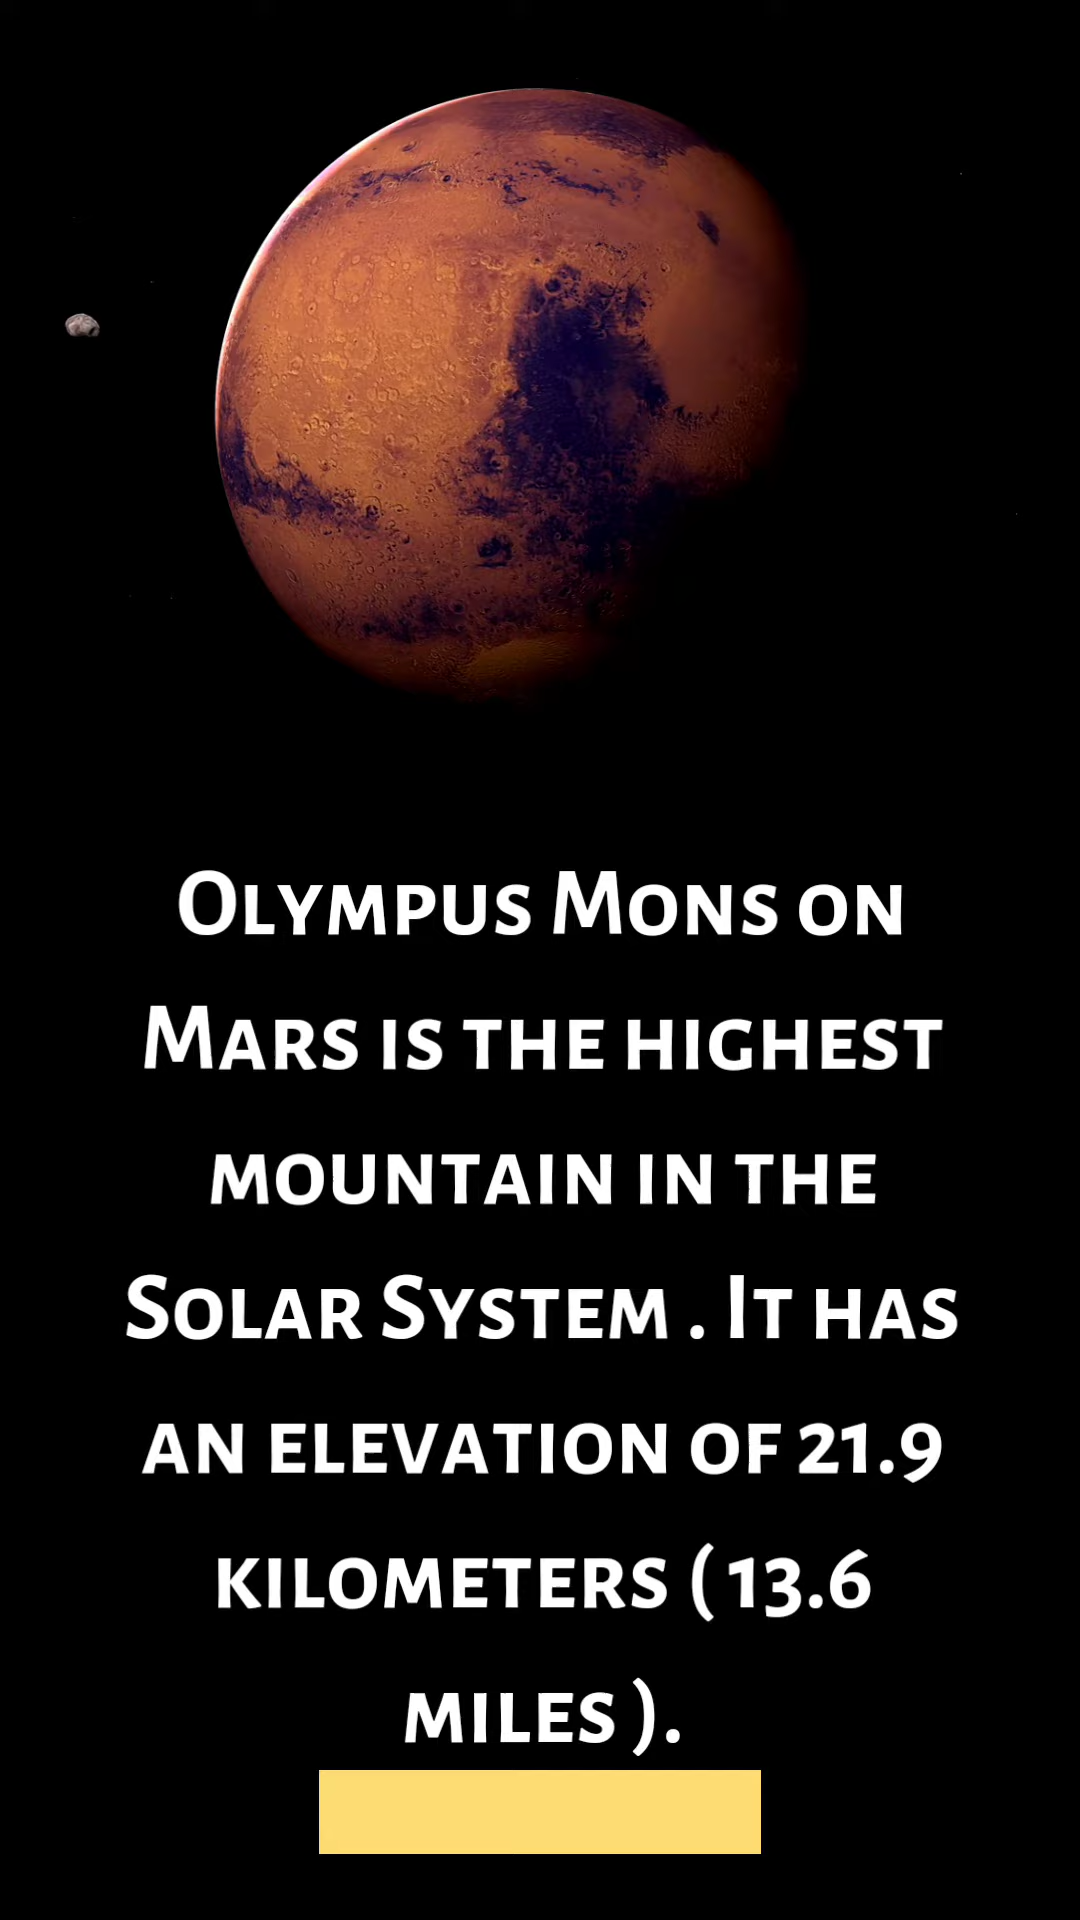 Olympus Mons on
Mars is the highest
mountain in the
Solar System . It has
an elevation of 21.9
kilometers ( 13.6
miles ).